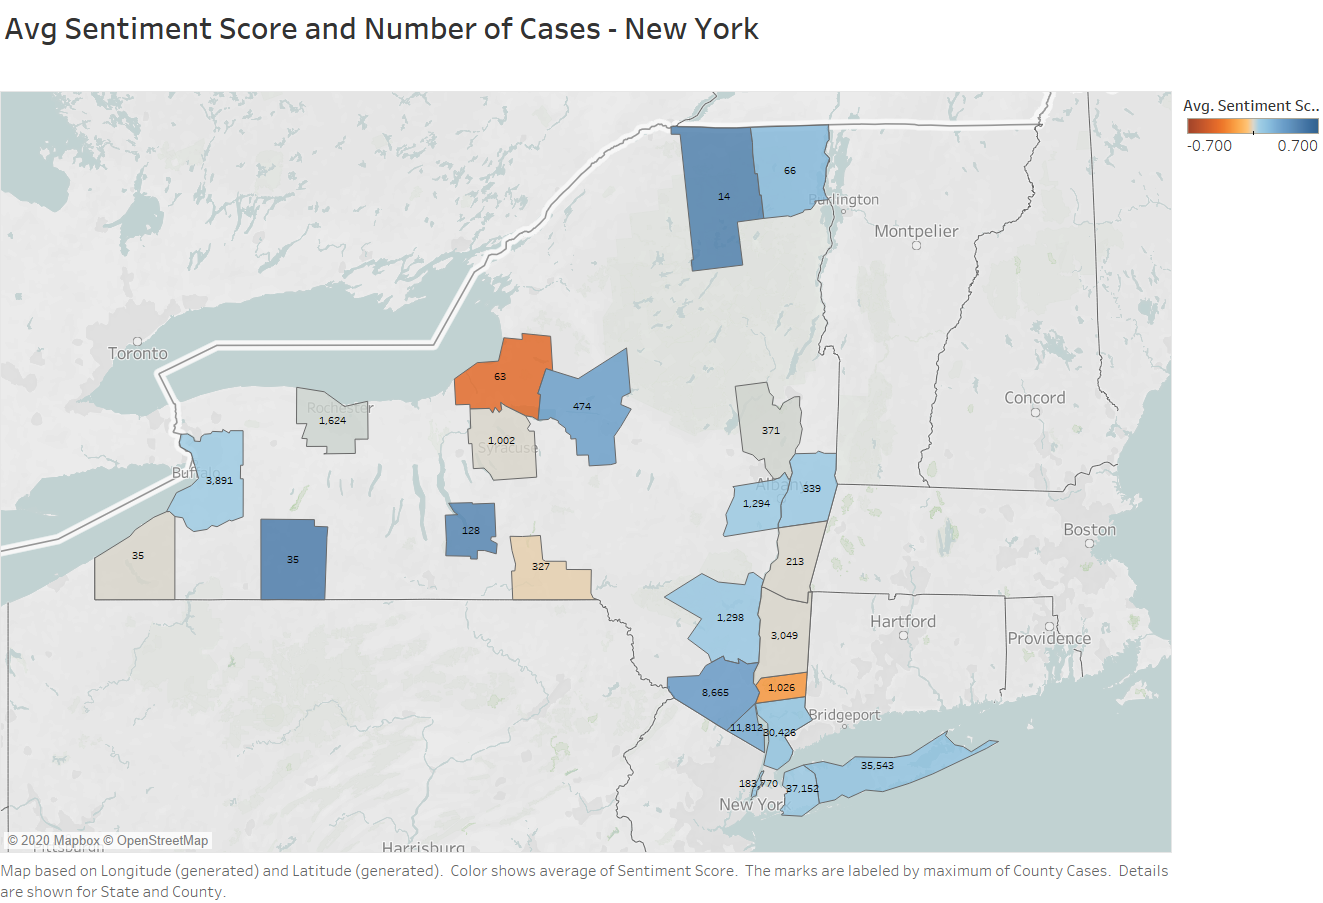 Avg Sentiment Score and Number of Cases - New York
Avg. Sentiment Sc..
-0.700 0.700
14
66
Burlington
Montpelier
Toronto
63
474
Concord
Rochester
1,624
371
1,002
Syracuse
Buffalo
3,891
Albany
339
1,294
128
Boston
35
35
327
213
1,298
Hartford
3,049
Providence
8,665
1,026
Bridgeport
11,812
30,426
35,543
183,770
37,152
New York
© 2020 Mapbox © OpenStreetMap
Pittsburgh
Harrisburg
Map based on Longitude (generated) and Latitude (generated). Color shows average of Sentiment Score. The marks are labeled by maximum of County Cases. Details
are shown for State and County.